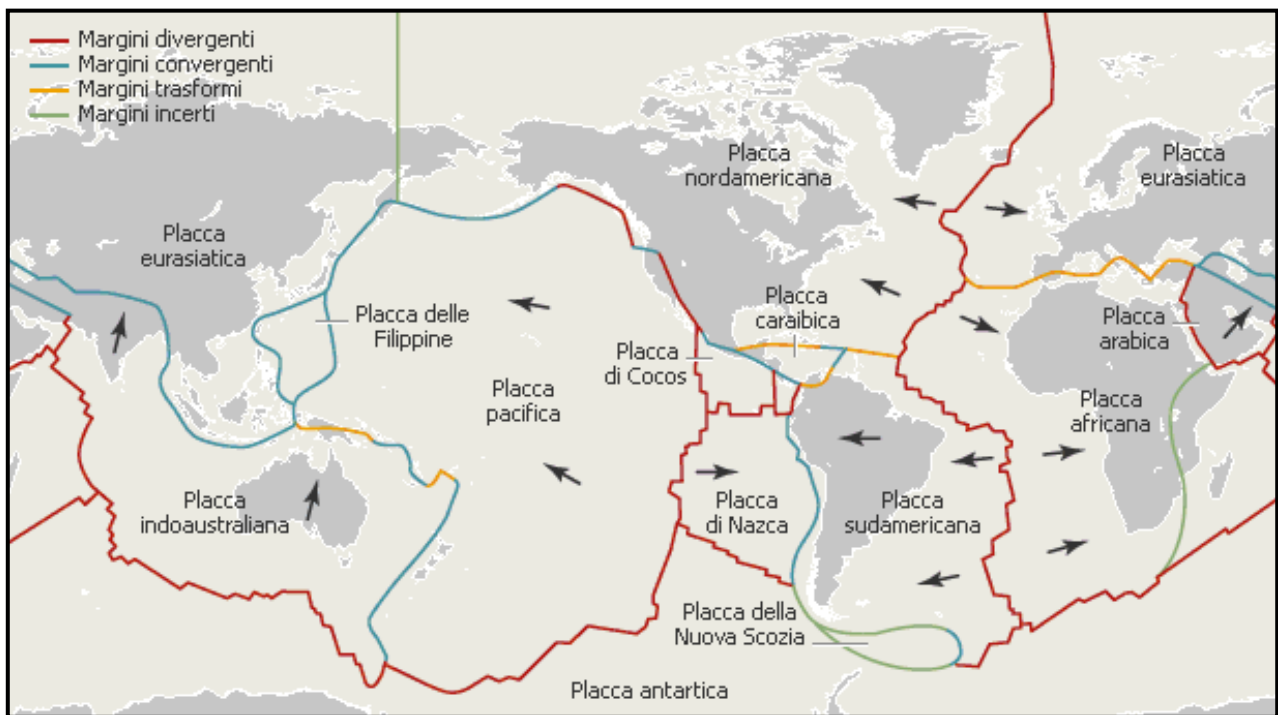 Margini divergenti
Margini convergenti
Margini trasformi
Margini incerti
Placca
nordamericana
Placca
eurasiatica
Placca
eurasiatica
Placca delle
Filippine
Placca
caraibica
Placca
di Cocos
Placca
arabica
Placca
pacifica
Placca
africana
Placca
indoaustraliana
Placca
di Nazca
Placca
sudamericana
Placca della
Nuova Scozia
Placca antartica